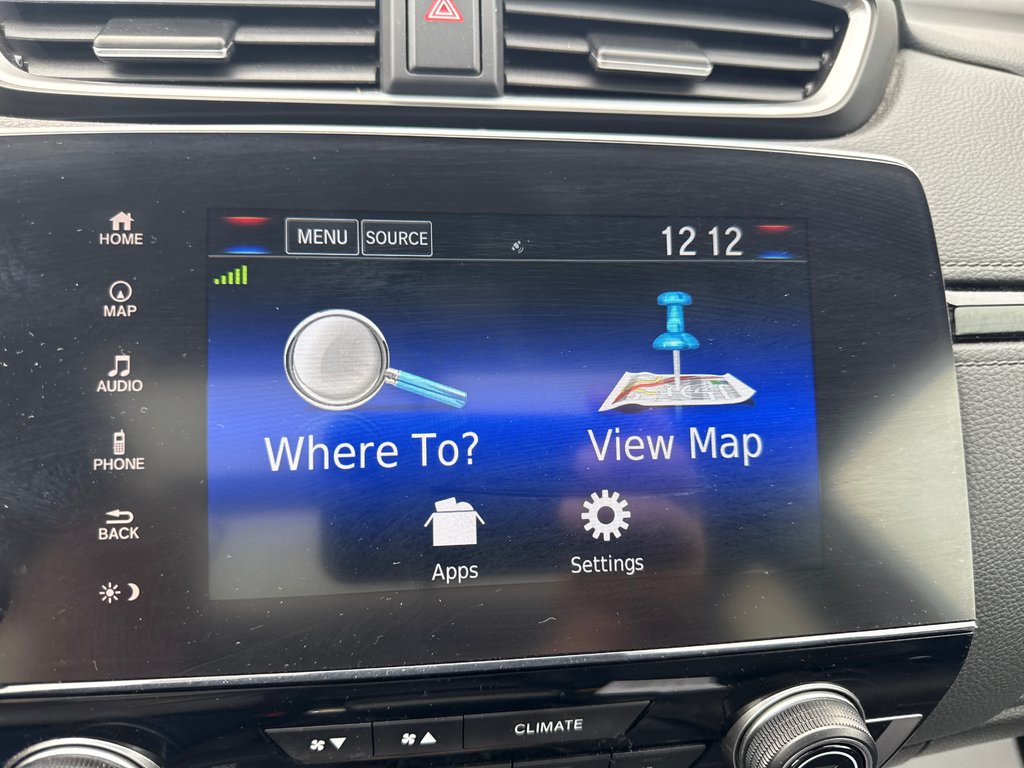 MENU SOURCE 12 12
HOME
MAP
AUDIO
PHONE
BACK
Where To? View Map
Apps Settings
CLIMATE